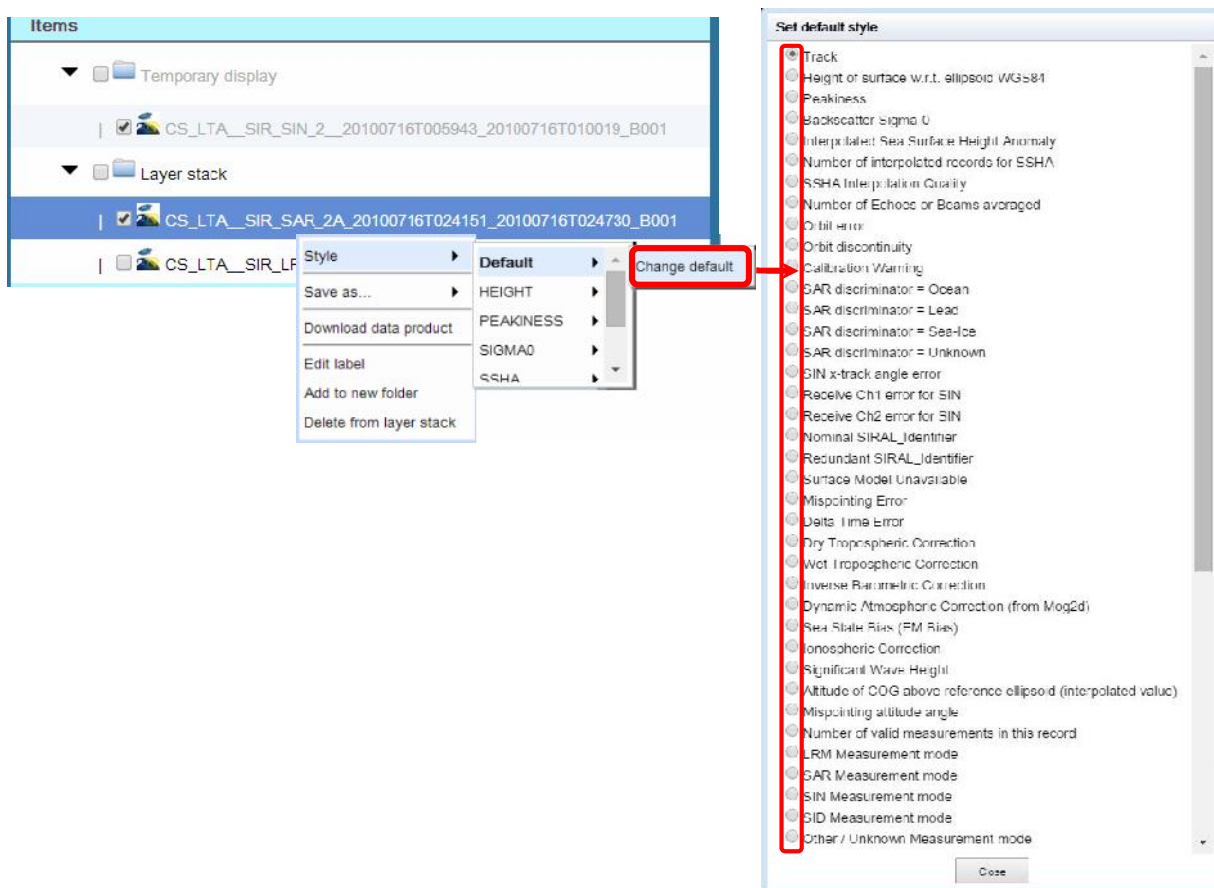 Items
Temporary display
CS_LTA__SIR_SIN_2__20100716T005943_20100716T010019_B001
Layer stack
CS_LTA__SIR_SAR_2A_20100716T024151_20100716T024730_B001
CS_LTA__SIR_LR
Style
Save as...
Download data product
Edit label
Add to new folder
Delete from layer stack
Default
HEIGHT
PEAKINESS
SIGMA0
SSHA
Change default
Set default style
Track
Height of surface w.r.t. ellipsoid WGS84
Peakiness
Backscatter Sigma 0
Interpolated Sea Surface Height Anomaly
Number of interpolated records for SSHA
SSHA Interpolation Quality
Number of Echoes or Beams averaged
Orbit error
Orbit discontinuity
Calibration Warning
SAR discriminator = Ocean
SAR discriminator = Lead
SAR discriminator = Sea-Ice
SAR discriminator = Unknown
SIN x-track angle error
Receive Ch1 error for SIN
Receive Ch2 error for SIN
Nominal SIRAL_Identifier
Redundant SIRAL_Identifier
Surface Model Unavailable
Mispointing Error
Delta Time Error
Dry Tropospheric Correction
Wet Tropospheric Correction
Inverse Barometric Correction
Dynamic Atmospheric Correction (from Mog2d)
Sea State Bias (EM Bias)
Ionospheric Correction
Significant Wave Height
Altitude of COG above reference ellipsoid (interpolated value)
Mispointing attitude angle
Number of valid measurements in this record
LRM Measurement mode
SAR Measurement mode
SIN Measurement mode
SID Measurement mode
Other / Unknown Measurement mode
Close